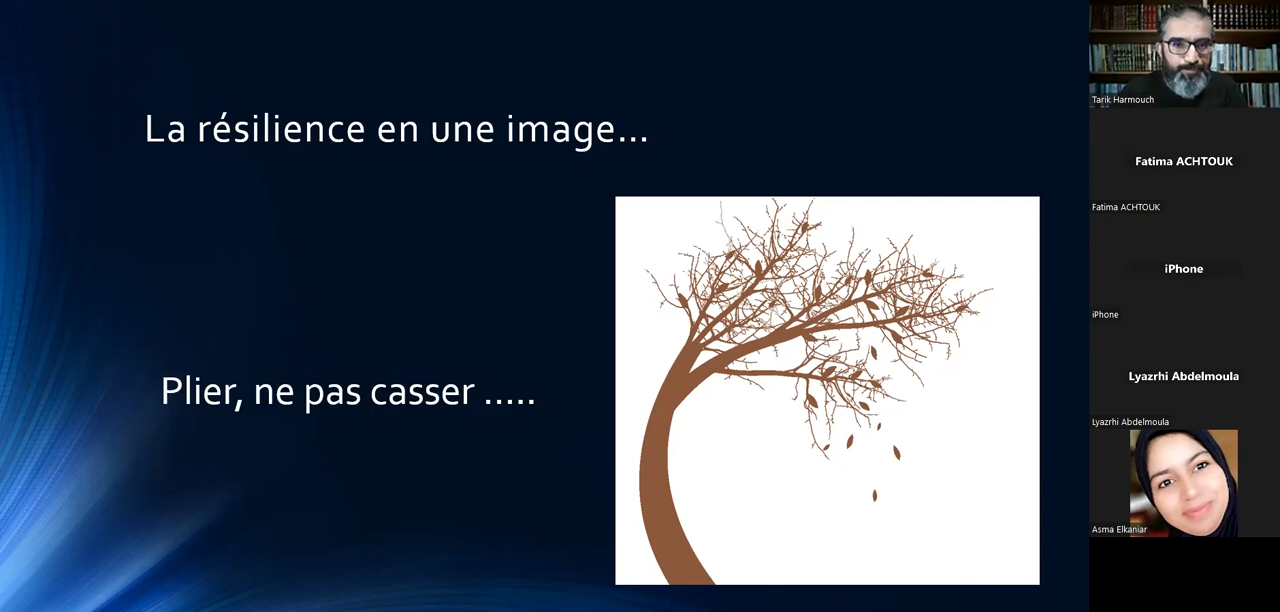 La résilience en une image...
Plier, ne pas casser .....
Tarik Harmouch
Fatima ACHTOUK
Fatima ACHTOUK
iPhone
iPhone
Lyazrhi Abdelmoula
Lyazrhi Abdelmoula
Asma Elkaniar